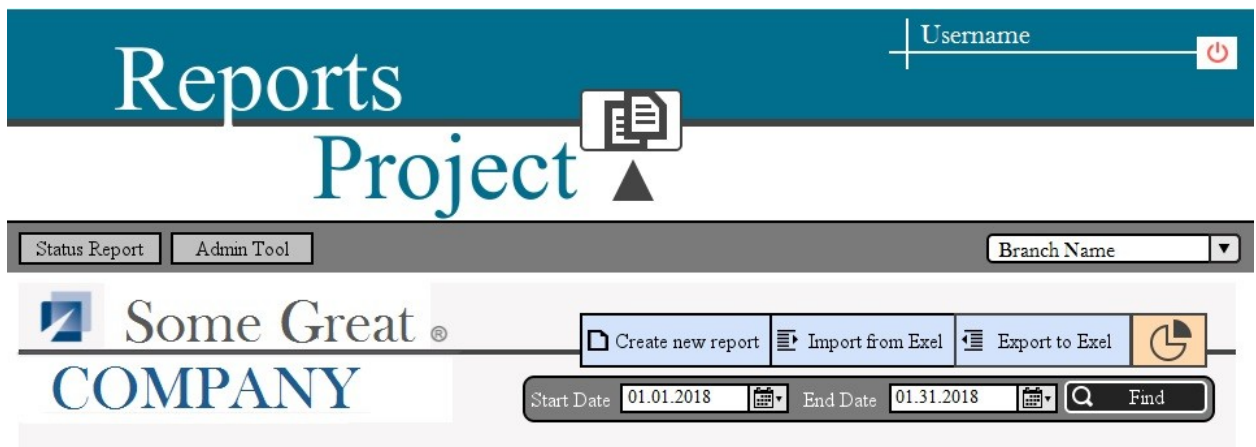 Username
Reports
Project
Status Report Admin Tool Branch Name
Some Great ®
Create new report Import from Exel Export to Exel
COMPANY
Start Date 01.01.2018 End Date 01.31.2018 Find